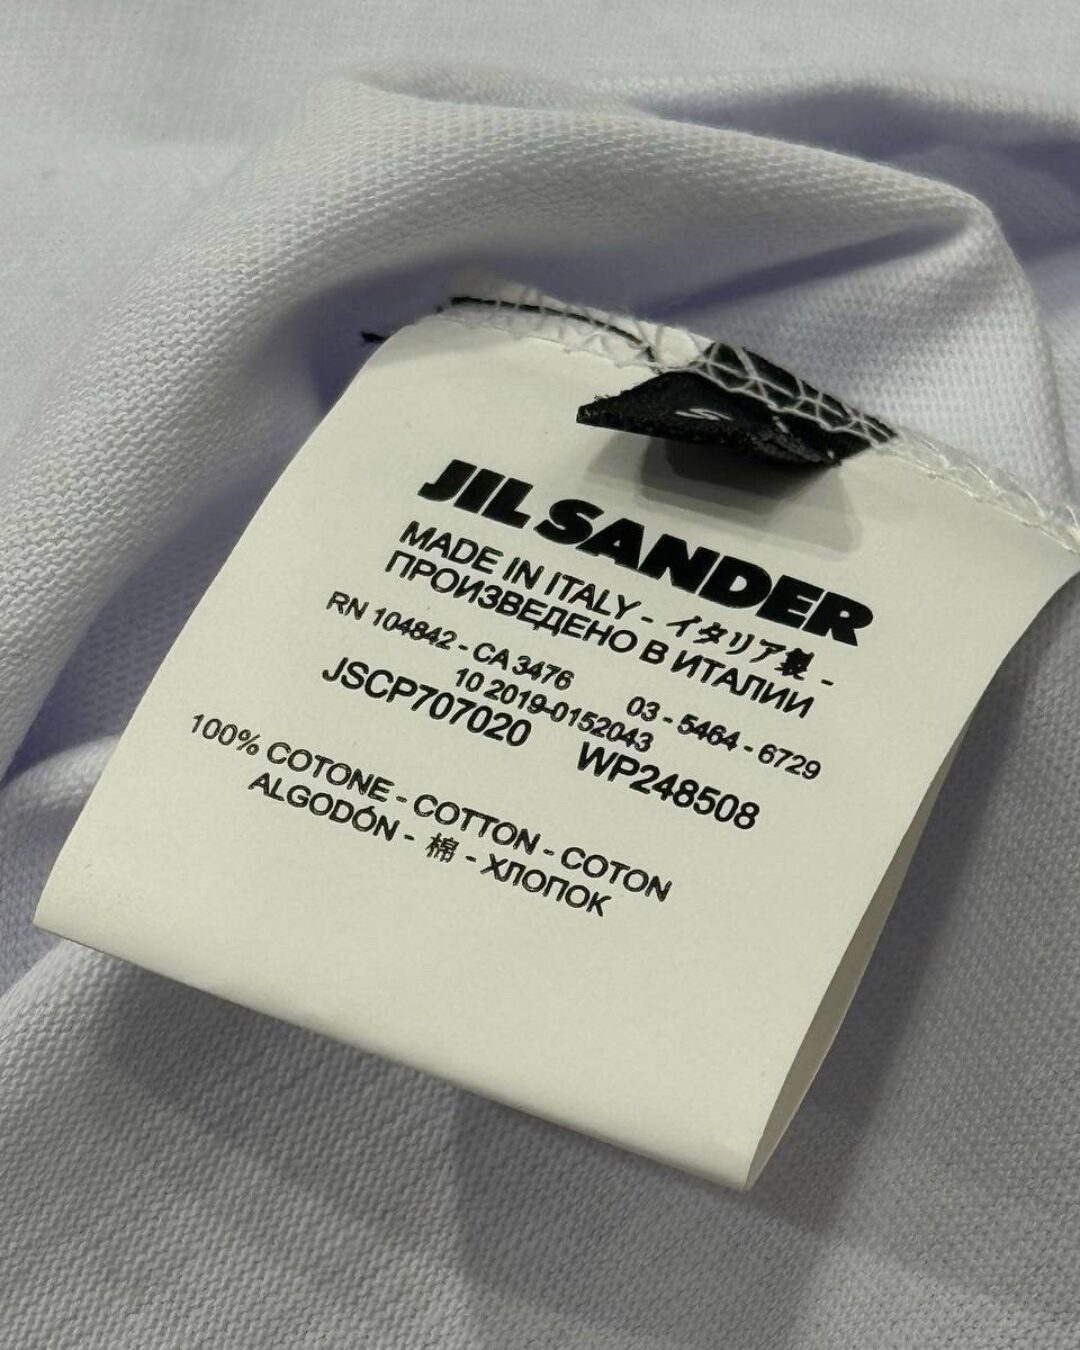 JIL SANDER
MADE IN ITALY - イタリア製 -
ПРОИЗВЕДЕНО В ИТАЛИИ
RN 104842 - CA 3476 03 - 5464 - 6729
10 2019-0152043
JSCP707020 WP248508
100% COTONE - COTTON - COTON
ALGODÓN - 棉 - ХЛОПОК